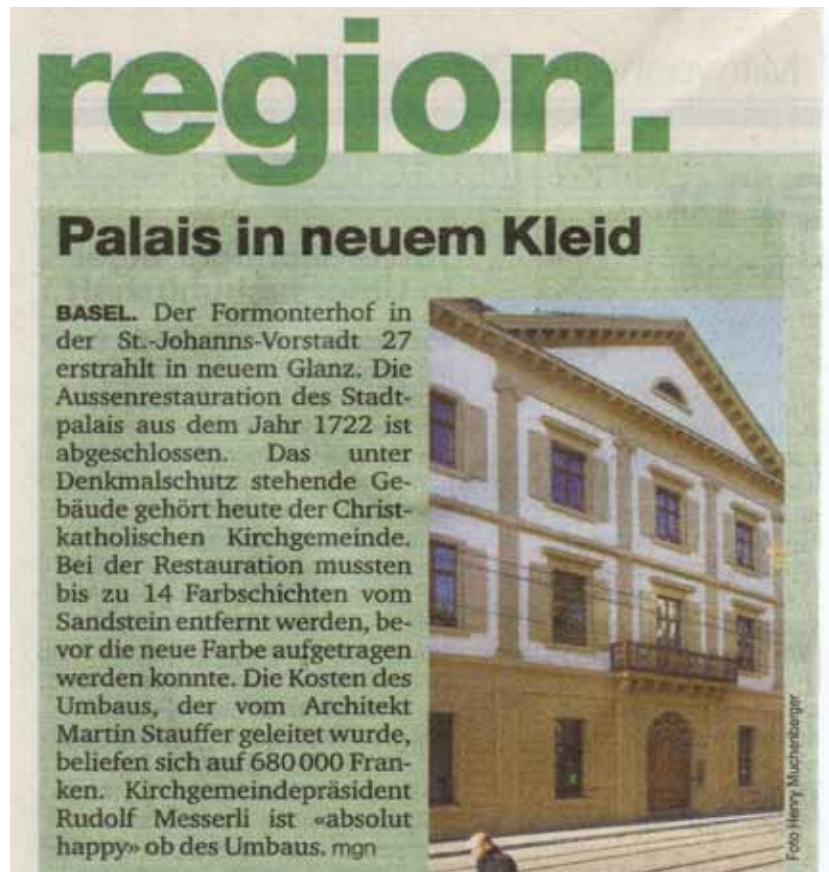 region.
Palais in neuem Kleid
BASEL. Der Formonterhof in
der St.-Johanns-Vorstadt 27
erstrahlt in neuem Glanz. Die
Aussenrestauration des Stadt-
palais aus dem Jahr 1722 ist
abgeschlossen. Das unter
Denkmalschutz stehende Ge-
bäude gehört heute der Christ-
katholischen Kirchgemeinde.
Bei der Restauration mussten
bis zu 14 Farbschichten vom
Sandstein entfernt werden, be-
vor die neue Farbe aufgetragen
werden konnte. Die Kosten des
Umbaus, der vom Architekt
Martin Stauffer geleitet wurde,
beliefen sich auf 680 000 Fran-
ken. Kirchgemeindepräsident
Rudolf Messerli ist «absolut
happy» ob des Umbaus. mgn
Foto Henry Muchenberger